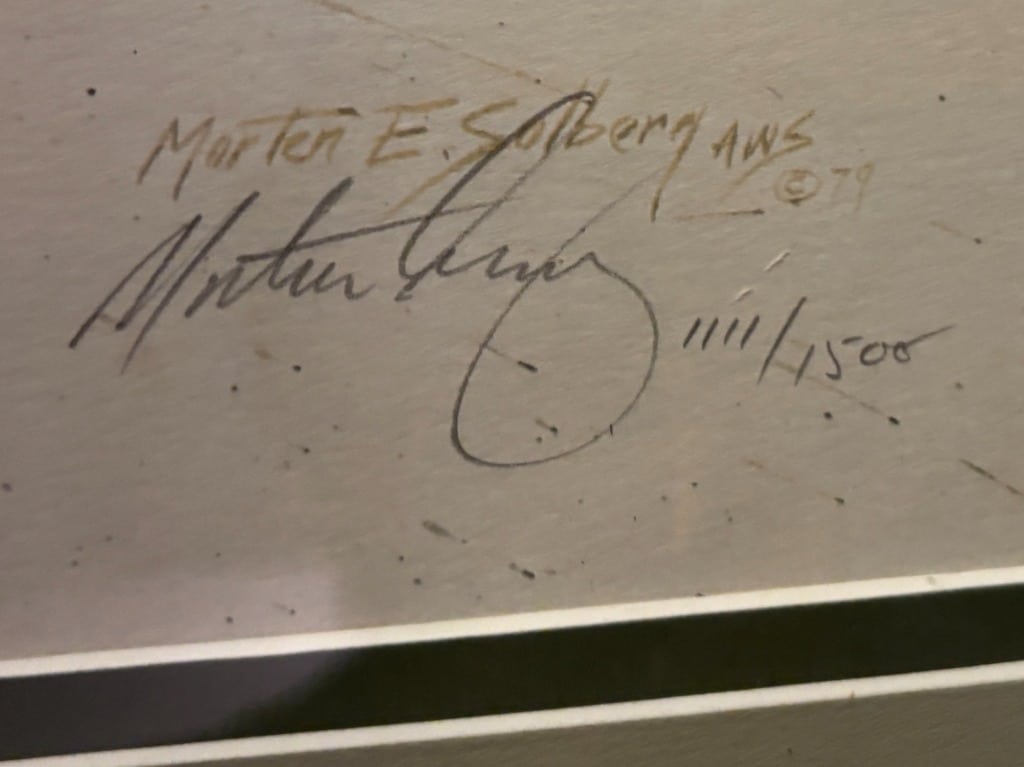 Morten E. Solberg AWS
© 79
Morten Solberg 1111/1500